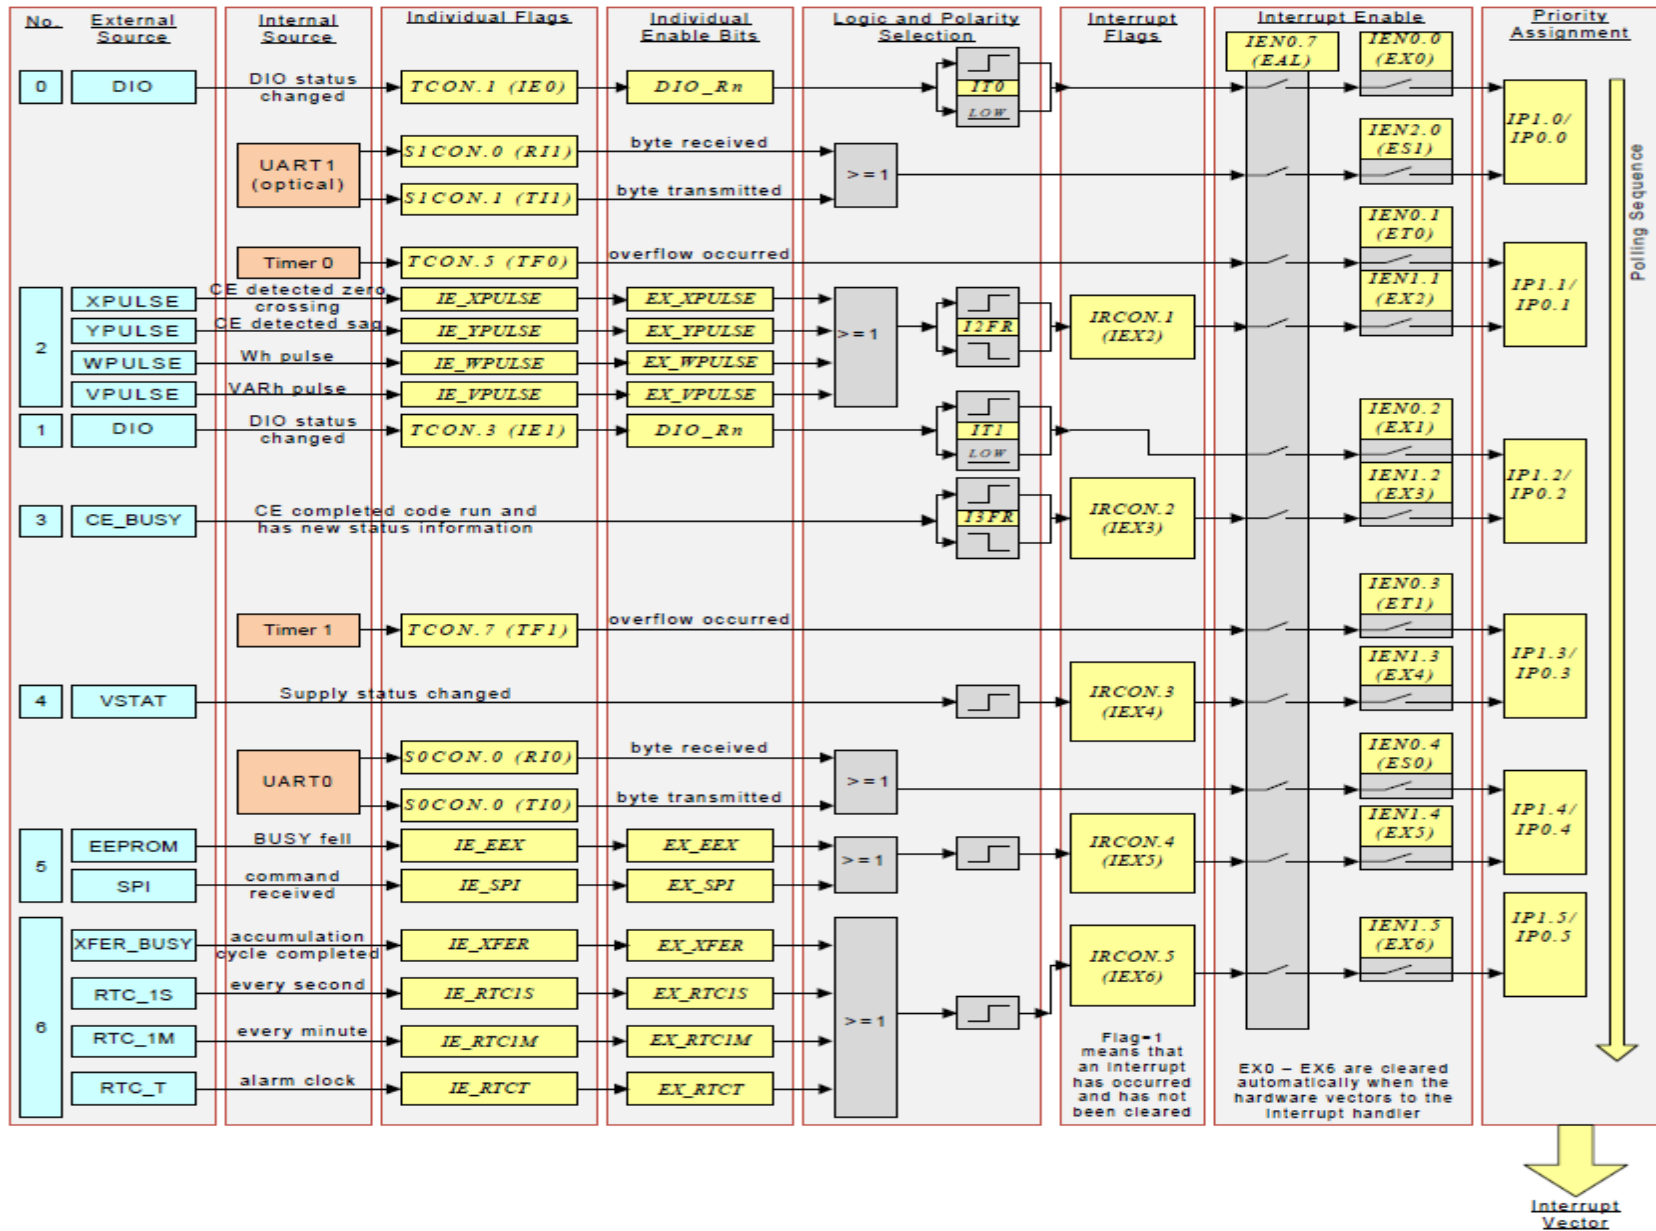 No.
External
Source
Internal
Source
Individual Flags
Individual
Enable Bits
Logic and Polarity
Selection
Interrupt
Flags
Interrupt Enable
Priority
Assignment
IEN0.7
(EAL)
IEN0.0
(EX0)
0
DIO
DIO status
changed
TCON.1 (IE0)
DIO_Rn
IT0
LOW
IP1.0/
IP0.0
Polling Sequence
UART1
(optical)
S1CON.0 (RI1)
byte received
S1CON.1 (TI1)
byte transmitted
>=1
IEN2.0
(ES1)
Timer 0
TCON.5 (TF0)
overflow occurred
IEN0.1
(ET0)
IP1.1/
IP0.1
2
XPULSE
CE detected zero
crossing
IE_XPULSE
EX_XPULSE
YPULSE
CE detected sag
IE_YPULSE
EX_YPULSE
WPULSE
Wh pulse
IE_WPULSE
EX_WPULSE
VPULSE
VARh pulse
IE_VPULSE
EX_VPULSE
>=1
I2FR
IRCON.1
(IEX2)
IEN1.1
(EX2)
1
DIO
DIO status
changed
TCON.3 (IE1)
DIO_Rn
IT1
LOW
IEN0.2
(EX1)
IP1.2/
IP0.2
3
CE_BUSY
CE completed code run and
has new status information
I3FR
IRCON.2
(IEX3)
IEN1.2
(EX3)
Timer 1
TCON.7 (TF1)
overflow occurred
IEN0.3
(ET1)
IP1.3/
IP0.3
4
VSTAT
Supply status changed
IRCON.3
(IEX4)
IEN1.3
(EX4)
UART0
S0CON.0 (RI0)
byte received
S0CON.0 (TI0)
byte transmitted
>=1
IEN0.4
(ES0)
IP1.4/
IP0.4
5
EEPROM
BUSY fell
IE_EEX
EX_EEX
SPI
command
received
IE_SPI
EX_SPI
>=1
IRCON.4
(IEX5)
IEN1.4
(EX5)
6
XFER_BUSY
accumulation
cycle completed
IE_XFER
EX_XFER
RTC_1S
every second
IE_RTC1S
EX_RTC1S
RTC_1M
every minute
IE_RTC1M
EX_RTC1M
RTC_T
alarm clock
IE_RTCT
EX_RTCT
>=1
IRCON.5
(IEX6)
IEN1.5
(EX6)
IP1.5/
IP0.5
Flag=1
means that
an interrupt
has occurred
and has not
been cleared
EX0 – EX6 are cleared
automatically when the
hardware vectors to the
interrupt handler
Interrupt
Vector